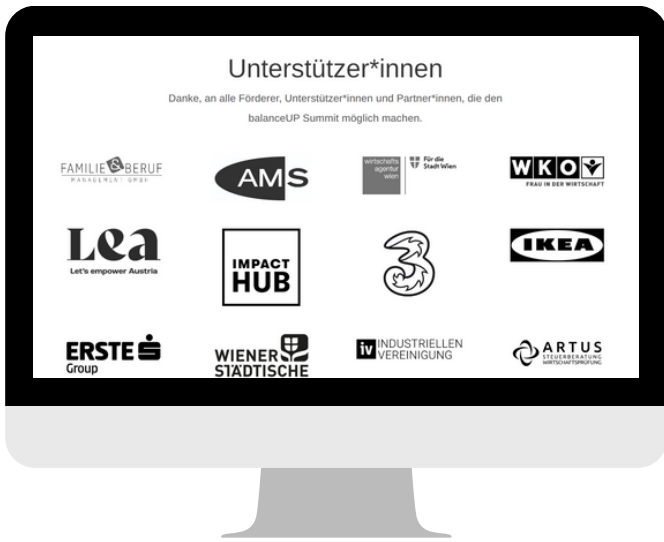 Unterstützer*innen
Danke, an alle Förderer, Unterstützer*innen und Partner*innen, die den
balanceUP Summit möglich machen.
FAMILIE & BERUF
MANAGEMENT GMBH
AMS
wirtschafts
agentur
wien
Für die
Stadt Wien
WKO
FRAU IN DER WIRTSCHAFT
Lea
Let's empower Austria
IMPACT
HUB
3
IKEA
ERSTE
Group
WIENER
STÄDTISCHE
iv INDUSTRIELLEN
VEREINIGUNG
ARTUS
STEUERBERATUNG
WIRTSCHAFTSPRÜFUNG